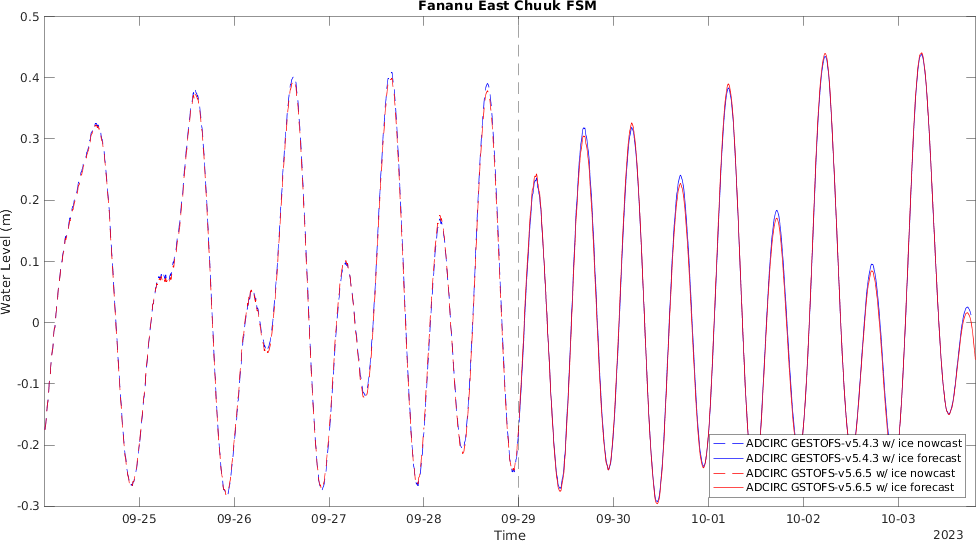 Fananu East Chuuk FSM
0.5
0.4
0.3
0.2
0.1
0
-0.1
-0.2
-0.3
Water Level (m)
09-25 09-26 09-27 09-28 09-29 09-30 10-01 10-02 10-03
Time
2023
ADCIRC GESTOFS-v5.4.3 w/ ice nowcast
ADCIRC GESTOFS-v5.4.3 w/ ice forecast
ADCIRC GSTOFS-v5.6.5 w/ ice nowcast
ADCIRC GSTOFS-v5.6.5 w/ ice forecast